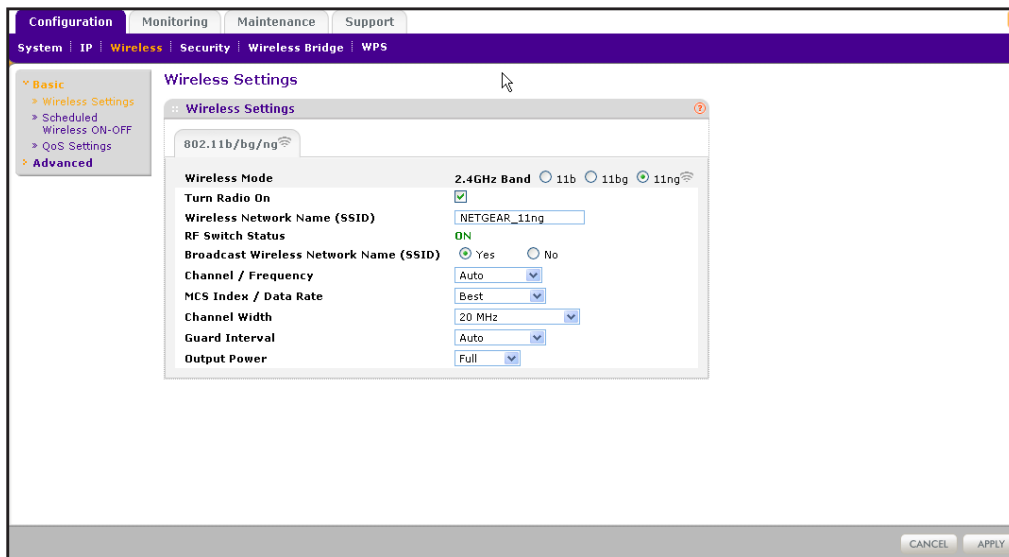 Configuration Monitoring Maintenance Support
System IP Wireless Security Wireless Bridge WPS
Basic
Wireless Settings
Scheduled
Wireless ON-OFF
QoS Settings
Advanced
Wireless Settings
Wireless Settings ?
802.11b/bg/ng
Wireless Mode 2.4GHz Band 11b 11bg 11ng
Turn Radio On
Wireless Network Name (SSID) NETGEAR_11ng
RF Switch Status ON
Broadcast Wireless Network Name (SSID) Yes No
Channel / Frequency Auto
MCS Index / Data Rate Best
Channel Width 20 MHz
Guard Interval Auto
Output Power Full
CANCEL APPLY